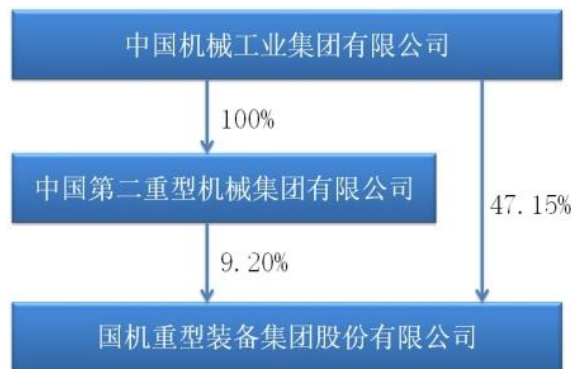 中国机械工业集团有限公司
100%
中国第二重型机械集团有限公司
47.15%
9.20%
国机重型装备集团股份有限公司